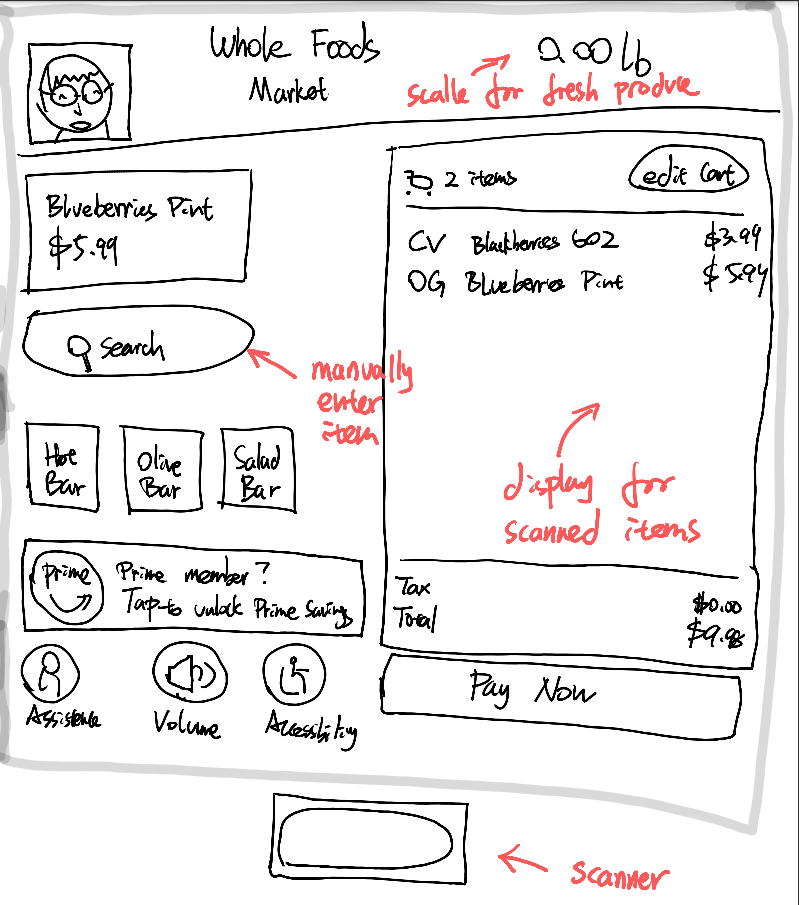 Whole Foods
Market
0.00 lb
scalle for fresh produce
Blueberries Pint
$5.99
search
manually
enter
item
Hot
Bar
Olive
Bar
Salad
Bar
prime
Prime member?
Tap to unlock Prime Savings
Assistence
Volume
Accessibility
2 items
edit Cart
CV Blackberries 6oz $3.99
OG Blueberries Pint $5.99
display for
scanned items
Tax $0.00
Total $9.98
Pay Now
scanner